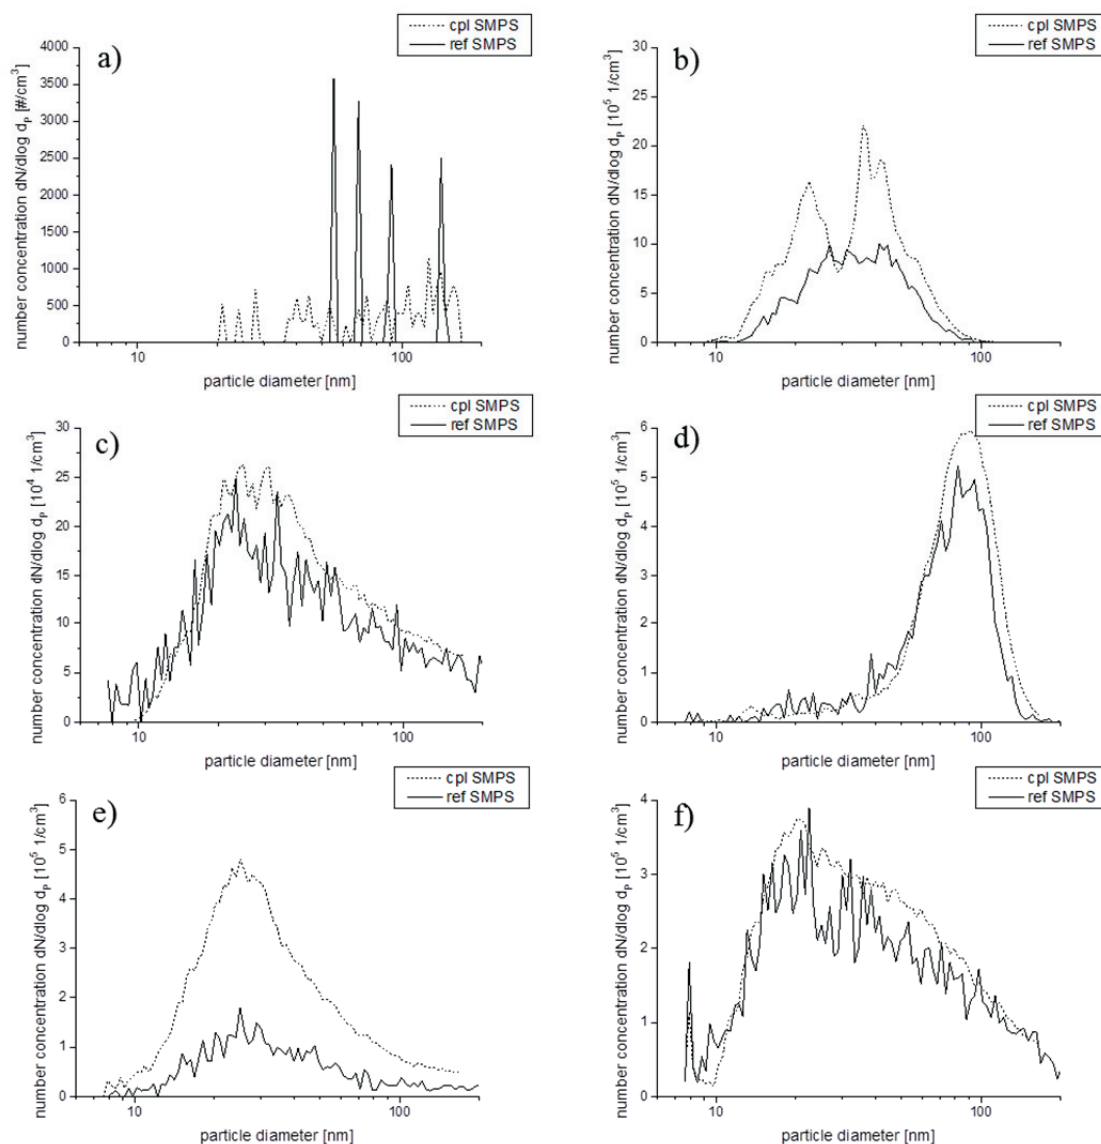 cpl SMPS
ref SMPS
a)
number concentration dN/dlog dₚ [#/cm³]
4000
3500
3000
2500
2000
1500
1000
500
0
10 100
particle diameter [nm]
cpl SMPS
ref SMPS
b)
number concentration dN/dlog dₚ [10⁵ 1/cm³]
30
25
20
15
10
5
0
10 100
particle diameter [nm]
cpl SMPS
ref SMPS
c)
number concentration dN/dlog dₚ [10⁴ 1/cm³]
30
25
20
15
10
5
0
10 100
particle diameter [nm]
cpl SMPS
ref SMPS
d)
number concentration dN/dlog dₚ [10⁵ 1/cm³]
6
5
4
3
2
1
0
10 100
particle diameter [nm]
cpl SMPS
ref SMPS
e)
number concentration dN/dlog dₚ [10⁵ 1/cm³]
6
5
4
3
2
1
0
10 100
particle diameter [nm]
cpl SMPS
ref SMPS
f)
number concentration dN/dlog dₚ [10⁵ 1/cm³]
4
3
2
1
0
10 100
particle diameter [nm]